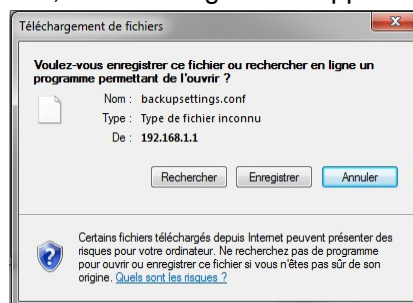 Téléchargement de fichiers
Voulez-vous enregistrer ce fichier ou rechercher en ligne un
programme permettant de l'ouvrir ?
Nom : backupsettings.conf
Type : Type de fichier inconnu
De : 192.168.1.1
Rechercher Enregistrer Annuler
Certains fichiers téléchargés depuis Internet peuvent présenter des
risques pour votre ordinateur. Ne recherchez pas de programme
pour ouvrir ou enregistrer ce fichier si vous n'êtes pas sûr de son
origine. Quels sont les risques ?